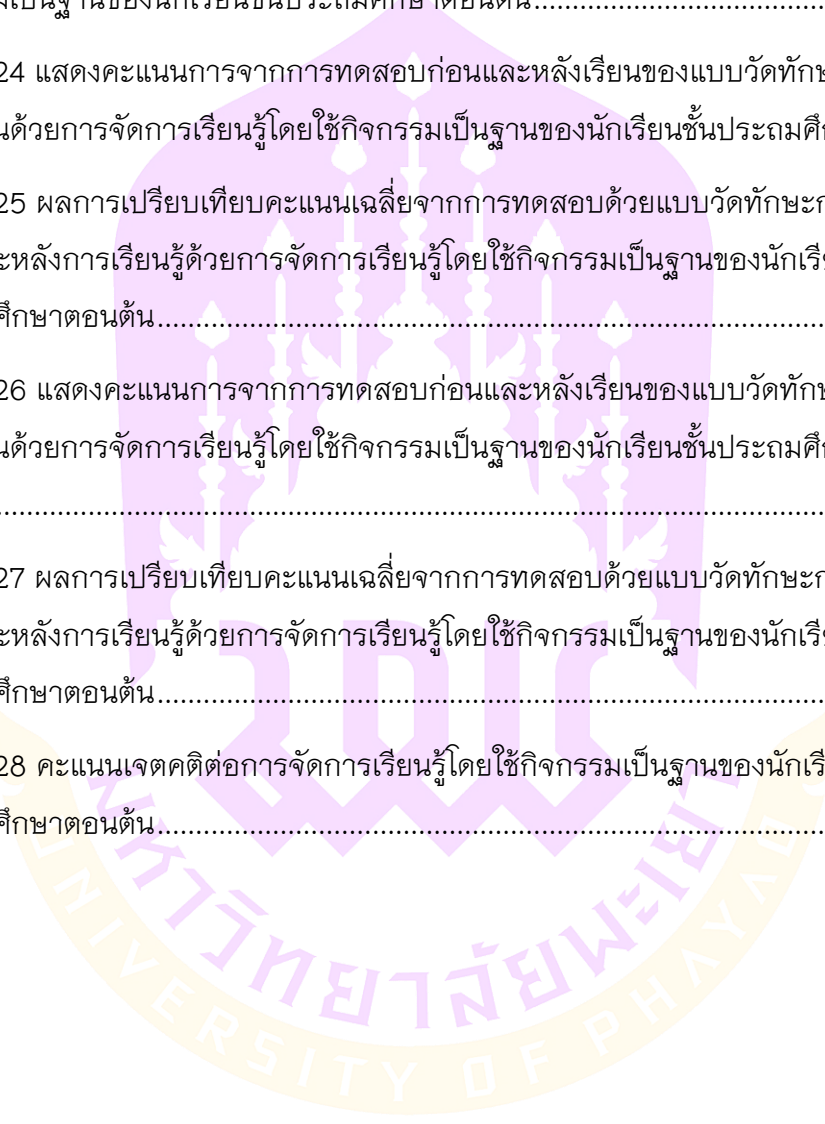 มเป็นฐานของนักเรียนชั้นประถมศึกษาตอนต้น
24 แสดงคะแนนการจากการทดสอบก่อนและหลังเรียนของแบบวัดทักษะ
นด้วยการจัดการเรียนรู้โดยใช้กิจกรรมเป็นฐานของนักเรียนชั้นประถมศึก
25 ผลการเปรียบเทียบคะแนนเฉลี่ยจากการทดสอบด้วยแบบวัดทักษะก
ะหลังการเรียนรู้ด้วยการจัดการเรียนรู้โดยใช้กิจกรรมเป็นฐานของนักเรีย
ศึกษาตอนต้น........................................................................................
26 แสดงคะแนนการจากการทดสอบก่อนและหลังเรียนของแบบวัดทักษะ
นด้วยการจัดการเรียนรู้โดยใช้กิจกรรมเป็นฐานของนักเรียนชั้นประถมศึก
...........................................................................................................
27 ผลการเปรียบเทียบคะแนนเฉลี่ยจากการทดสอบด้วยแบบวัดทักษะก
ะหลังการเรียนรู้ด้วยการจัดการเรียนรู้โดยใช้กิจกรรมเป็นฐานของนักเรีย
ศึกษาตอนต้น........................................................................................
28 คะแนนเจตคติต่อการจัดการเรียนรู้โดยใช้กิจกรรมเป็นฐานของนักเรี
ศึกษาตอนต้น........................................................................................
มหาวิทยาลัยพะเยา
UNIVERSITY OF PHAYAO